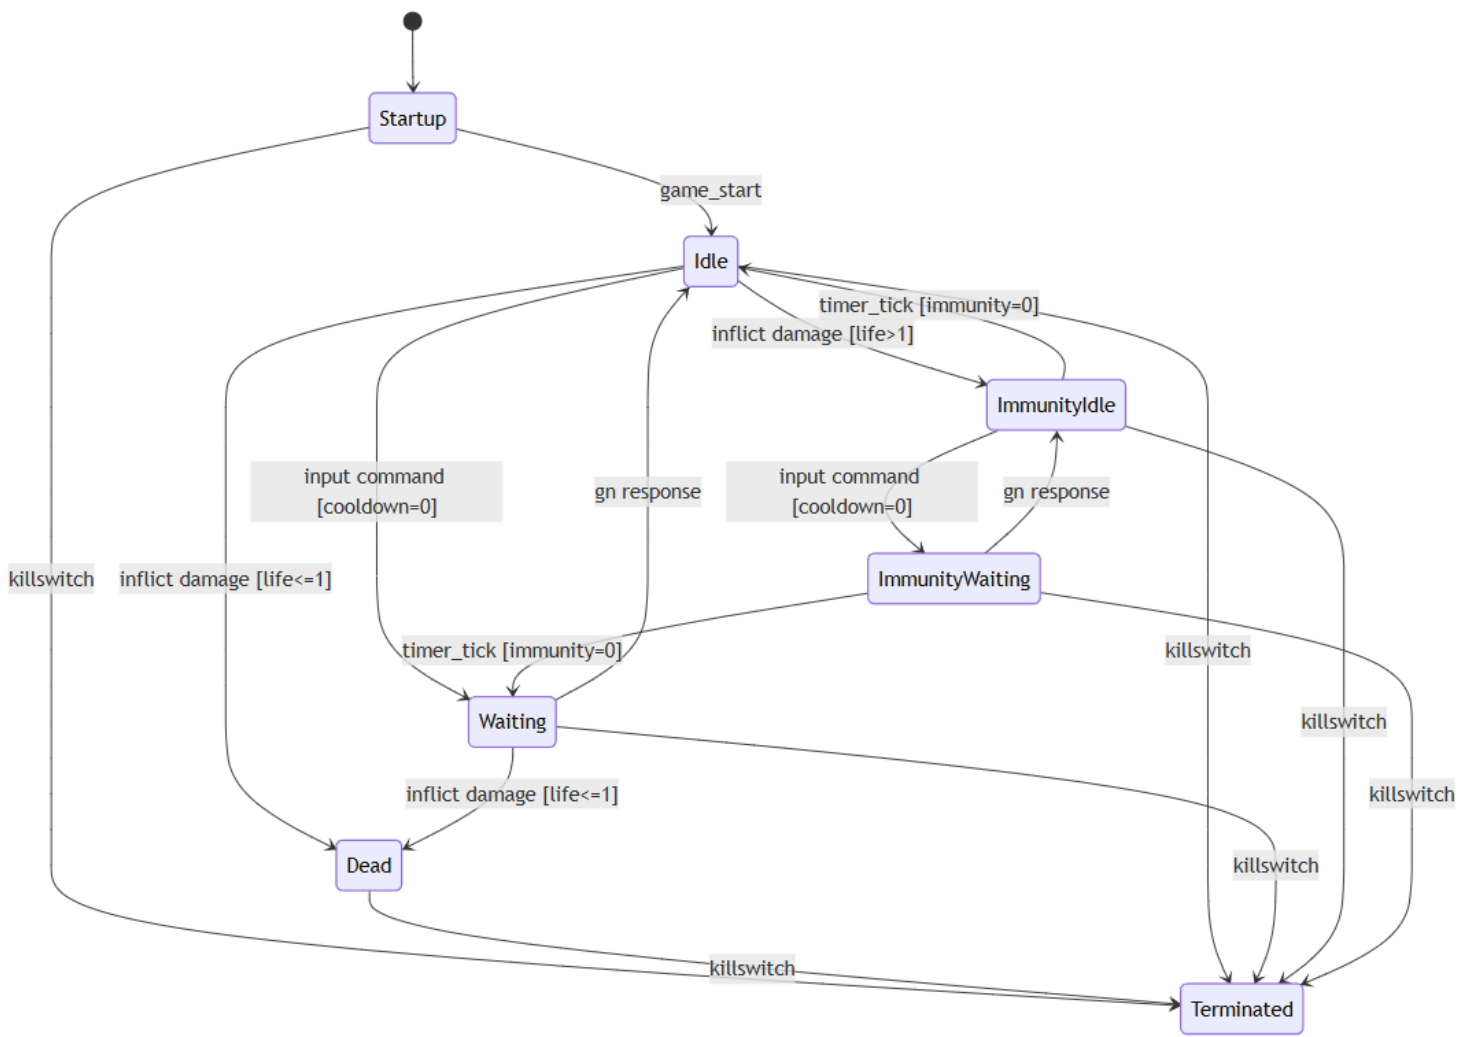 Startup
game_start
Idle
timer_tick [immunity=0]
inflict damage [life>1]
ImmunityIdle
input command
[cooldown=0]
gn response
input command
[cooldown=0]
gn response
killswitch
inflict damage [life<=1]
ImmunityWaiting
timer_tick [immunity=0]
killswitch
Waiting
killswitch
inflict damage [life<=1]
killswitch
Dead
killswitch
killswitch
Terminated